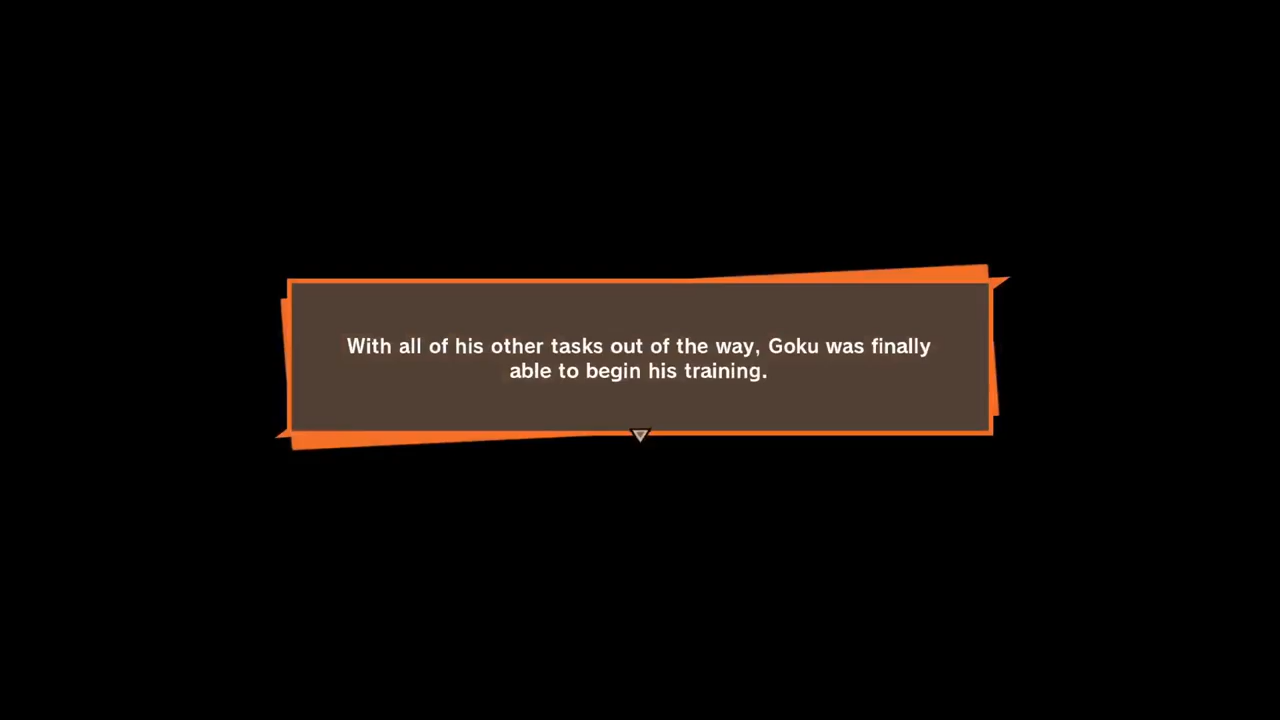 With all of his other tasks out of the way, Goku was finally
able to begin his training.